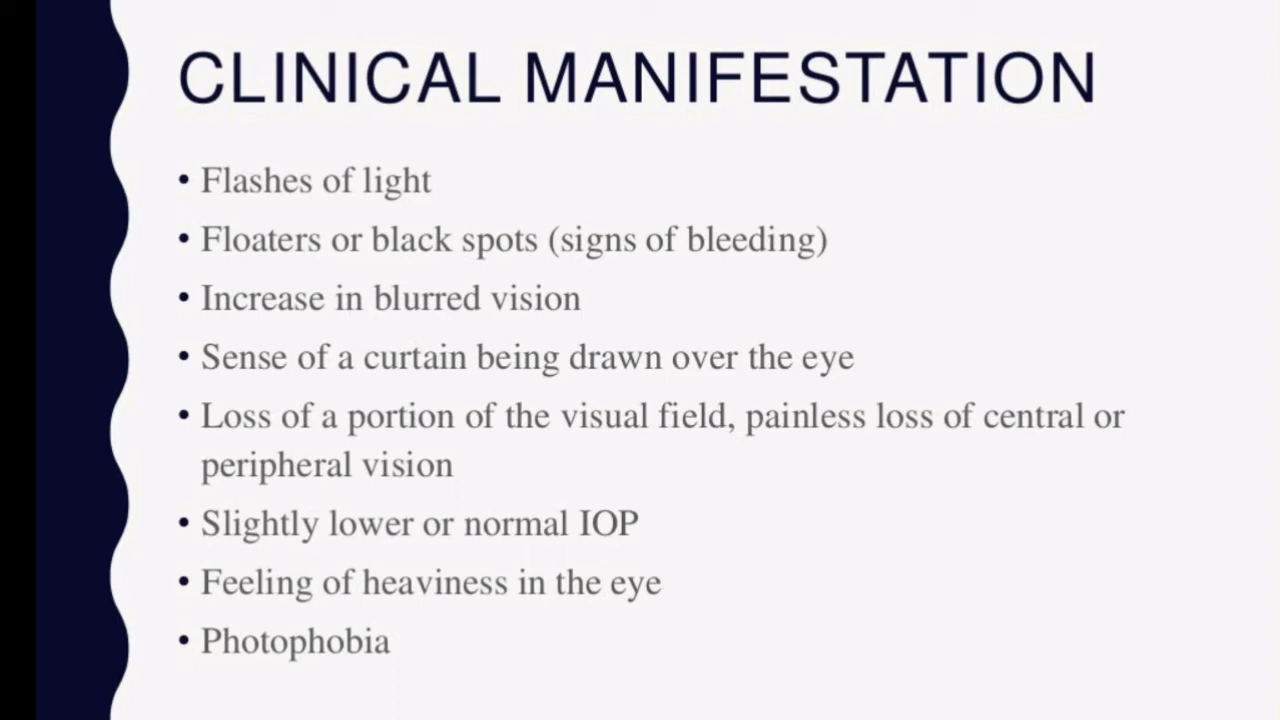 CLINICAL MANIFESTATION
• Flashes of light
• Floaters or black spots (signs of bleeding)
• Increase in blurred vision
• Sense of a curtain being drawn over the eye
• Loss of a portion of the visual field, painless loss of central or
peripheral vision
• Slightly lower or normal IOP
• Feeling of heaviness in the eye
• Photophobia